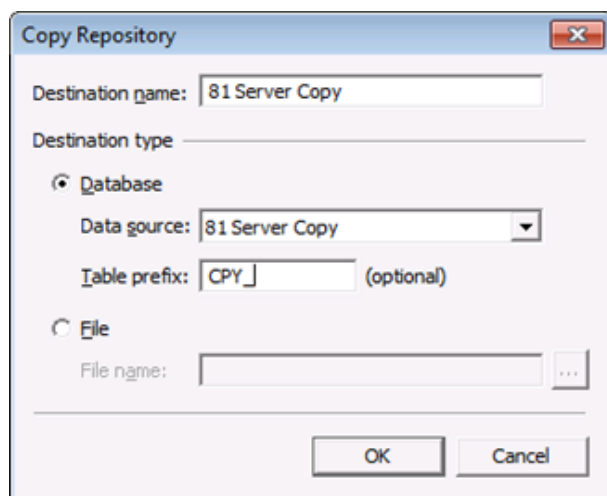 Copy Repository
Destination name: 81 Server Copy
Destination type
Database
Data source: 81 Server Copy
Table prefix: CPY_ (optional)
File
File name: ...
OK Cancel